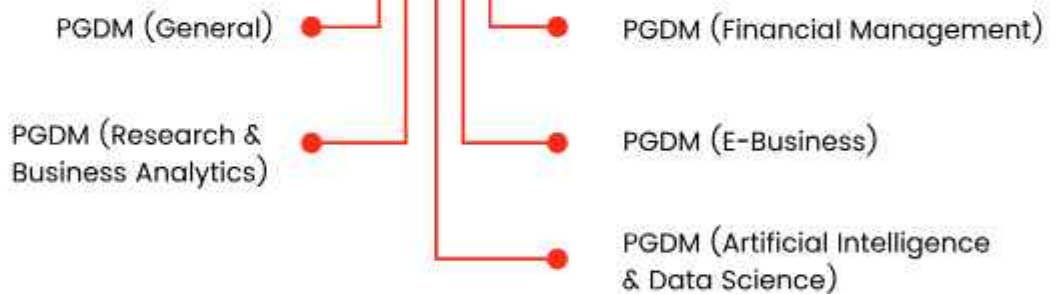 PGDM (General)
PGDM (Financial Management)
PGDM (Research &
Business Analytics)
PGDM (E-Business)
PGDM (Artificial Intelligence
& Data Science)